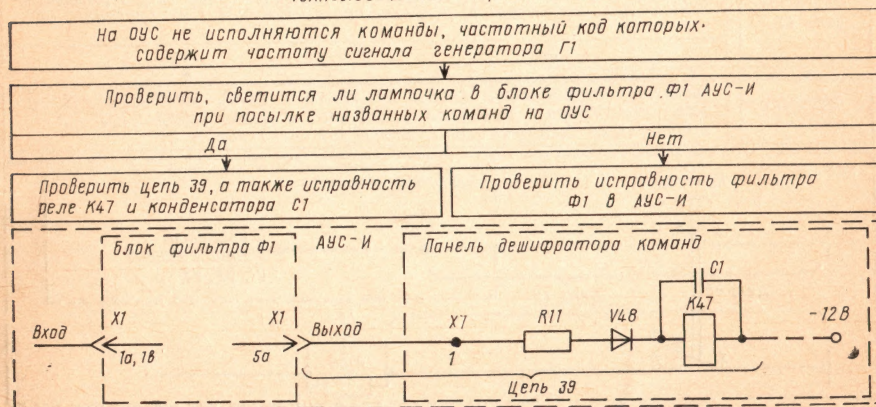 На ОУС не исполняются команды, частотный код которых
содержит частоту сигнала генератора Г1
Проверить, светится ли лампочка в блоке фильтра Ф1 АУС-И
при посылке названных команд на ОУС
Да
Нет
Проверить цепь 39, а также исправность
реле К47 и конденсатора С1
Проверить исправность фильтра
Ф1 в АУС-И
Блок фильтра Ф1
АУС-И
Панель дешифратора команд
С1
Х1
Х1
Х7
R11
V48
К47
-12В
Вход
Выход
1а, 1в
5а
1
Цепь 39